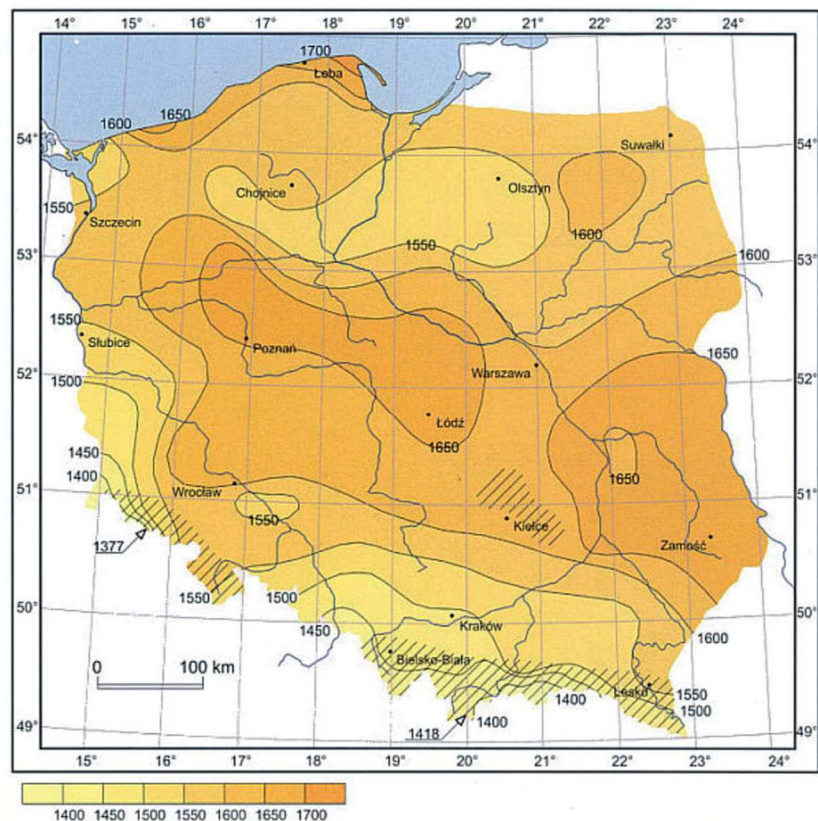 14° 15° 16° 17° 18° 19° 20° 21° 22° 23° 24°
1700
Łeba
1650
1600
54°
54°
Suwałki
Chojnice
Olsztyn
1550
Szczecin
1600
53°
1550
1600
53°
1550
Słubice
1650
Poznań
Warszawa
52°
52°
1500
Łódź
1450
1650
1650
1400
Wrocław
51°
51°
1550
Kielce
Zamość
1377
1550
1500
50°
50°
1450
Kraków
1600
0 100 km
Bielsko-Biała
Lesko
1550
1400
1500
1400
49°
49°
1418
15° 16° 17° 18° 19° 20° 21° 22° 23° 24°
1400 1450 1500 1550 1600 1650 1700